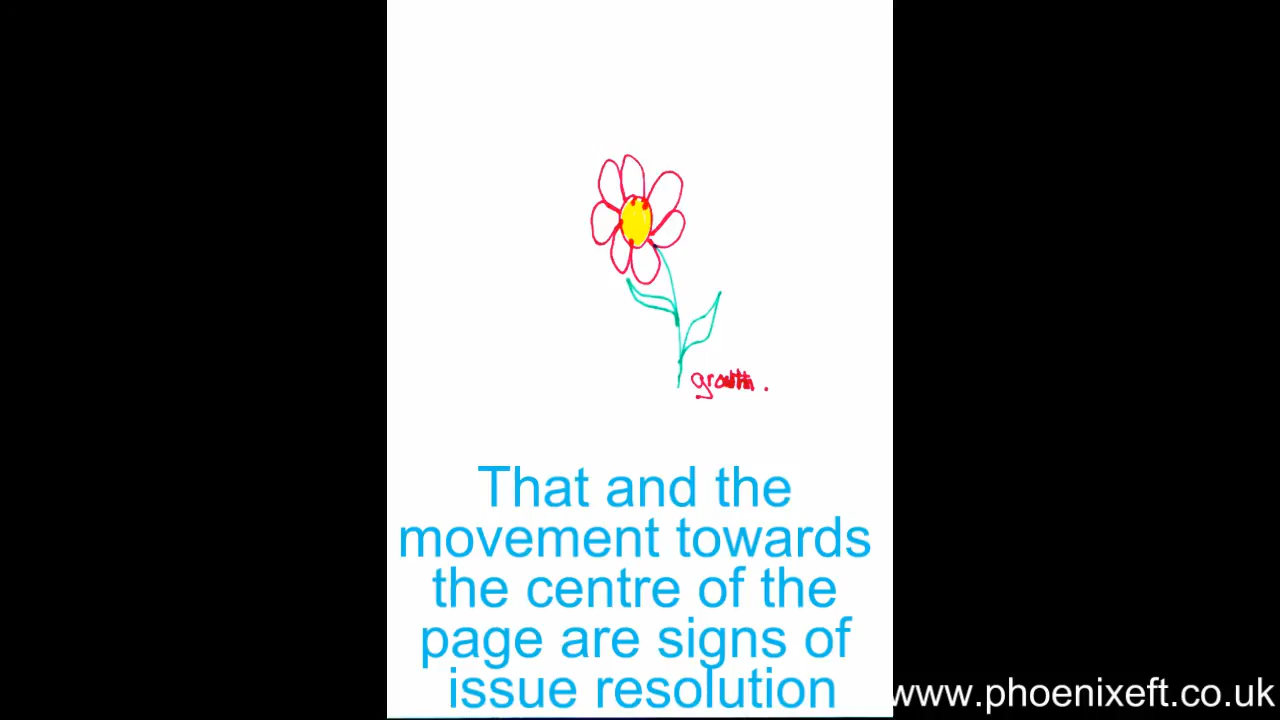 growth.
That and the
movement towards
the centre of the
page are signs of
issue resolution
www.phoenixeft.co.uk